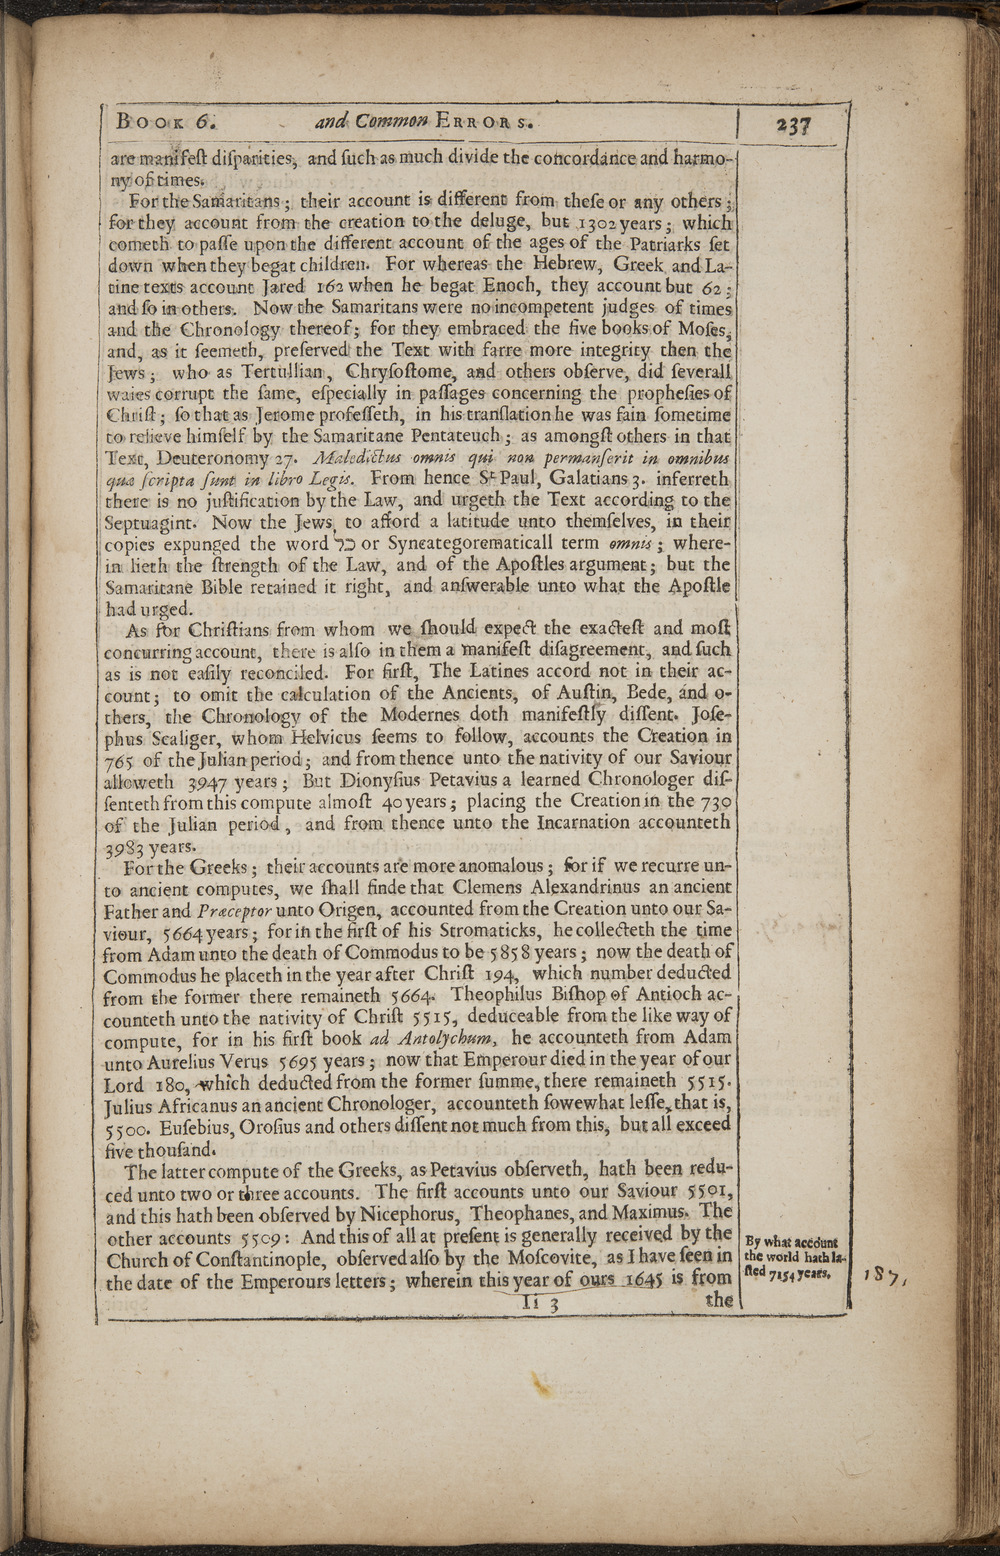 BOOK 6. and Common ERRORS. 237
are manifeſt diſparities, and ſuch as much divide the concordance and harmo-
ny of times.
For the Samaritans; their account is different from theſe or any others;
for they account from the creation to the deluge, but 1302 years; which
cometh to paſſe upon the different account of the ages of the Patriarks ſet
down when they begat children. For whereas the Hebrew, Greek and La-
tine texts account Jared 162 when he begat Enoch, they account but 62;
and ſo in others. Now the Samaritans were no incompetent judges of times
and the Chronology thereof; for they embraced the five books of Moſes,
and, as it ſeemeth, preſerved the Text with farre more integrity then the
Jews; who as Tertullian, Chryſoſtome, and others obſerve, did ſeverall
waies corrupt the ſame, eſpecially in paſſages concerning the propheſies of
Chriſt; ſo that as Jerome profeſſeth, in his tranſlation he was fain ſometime
to relieve himſelf by the Samaritane Pentateuch; as amongſt others in that
Text, Deuteronomy 27. Maledictus omnis qui non permanſerit in omnibus
quæ ſcripta ſunt in libro Legis. From hence St Paul, Galatians 3. inferreth
there is no juſtification by the Law, and urgeth the Text according to the
Septuagint. Now the Jews, to afford a latitude unto themſelves, in their
copies expunged the word כל or Syncategorematicall term omnis; where-
in lieth the ſtrength of the Law, and of the Apoſtles argument; but the
Samaritane Bible retained it right, and anſwerable unto what the Apoſtle
had urged.
As for Chriſtians from whom we ſhould expect the exacteſt and moſt
concurring account, there is alſo in them a manifeſt diſagreement, and ſuch
as is not eaſily reconciled. For firſt, The Latines accord not in their ac-
count; to omit the calculation of the Ancients, of Auſtin, Bede, and o-
thers, the Chronology of the Modernes doth manifeſtly diſſent. Joſe-
phus Scaliger, whom Helvicus ſeems to follow, accounts the Creation in
765 of the Julian period; and from thence unto the nativity of our Saviour
alloweth 3947 years; But Dionyſius Petavius a learned Chronologer diſ-
ſenteth from this compute almoſt 40 years; placing the Creation in the 730
of the Julian period, and from thence unto the Incarnation accounteth
3983 years.
For the Greeks; their accounts are more anomalous; for if we recurre un-
to ancient computes, we ſhall finde that Clemens Alexandrinus an ancient
Father and Præceptor unto Origen, accounted from the Creation unto our Sa-
viour, 5664 years; for in the firſt of his Stromaticks, he collecteth the time
from Adam unto the death of Commodus to be 5858 years; now the death of
Commodus he placeth in the year after Chriſt 194, which number deducted
from the former there remaineth 5664. Theophilus Biſhop of Antioch ac-
counteth unto the nativity of Chriſt 5515, deduceable from the like way of
compute, for in his firſt book ad Antolychum, he accounteth from Adam
unto Aurelius Verus 5695 years; now that Emperour died in the year of our
Lord 180, which deducted from the former ſumme, there remaineth 5515.
Julius Africanus an ancient Chronologer, accounteth ſowewhat leſſe, that is,
5500. Euſebius, Oroſius and others diſſent not much from this, but all exceed
five thouſand.
The latter compute of the Greeks, as Petavius obſerveth, hath been redu-
ced unto two or three accounts. The firſt accounts unto our Saviour 5501,
and this hath been obſerved by Nicephorus, Theophanes, and Maximus. The
other accounts 5509: And this of all at preſent is generally received by the
Church of Conſtantinople, obſerved alſo by the Moſcovite, as I have ſeen in
the date of the Emperours letters; wherein this year of ours 1645 is from
Ii 3 the
By what account
the world hath la-
ſted 7154 years.
187,